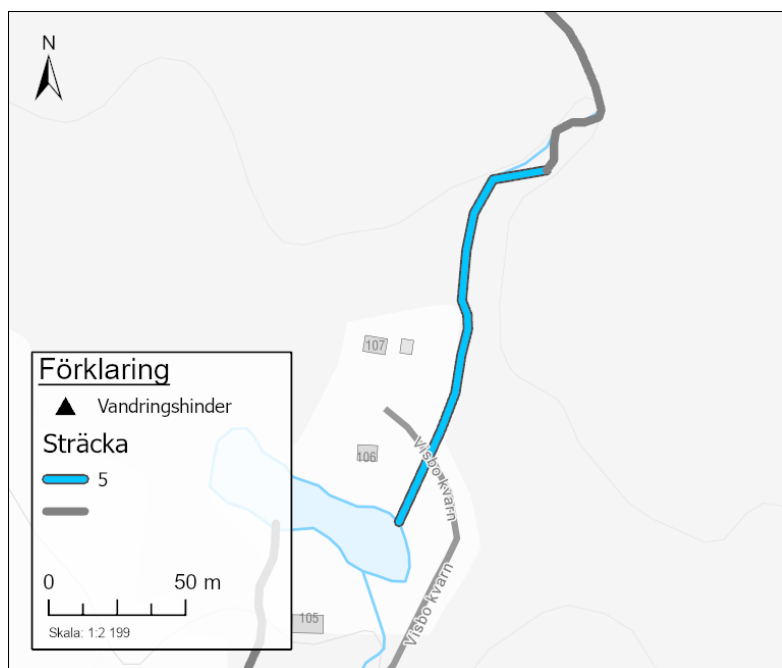 N
107
106
Visbo kvarn
Visbo kvarn
105
Förklaring
Vandringshinder
Sträcka
5
0 50 m
Skala: 1:2 199